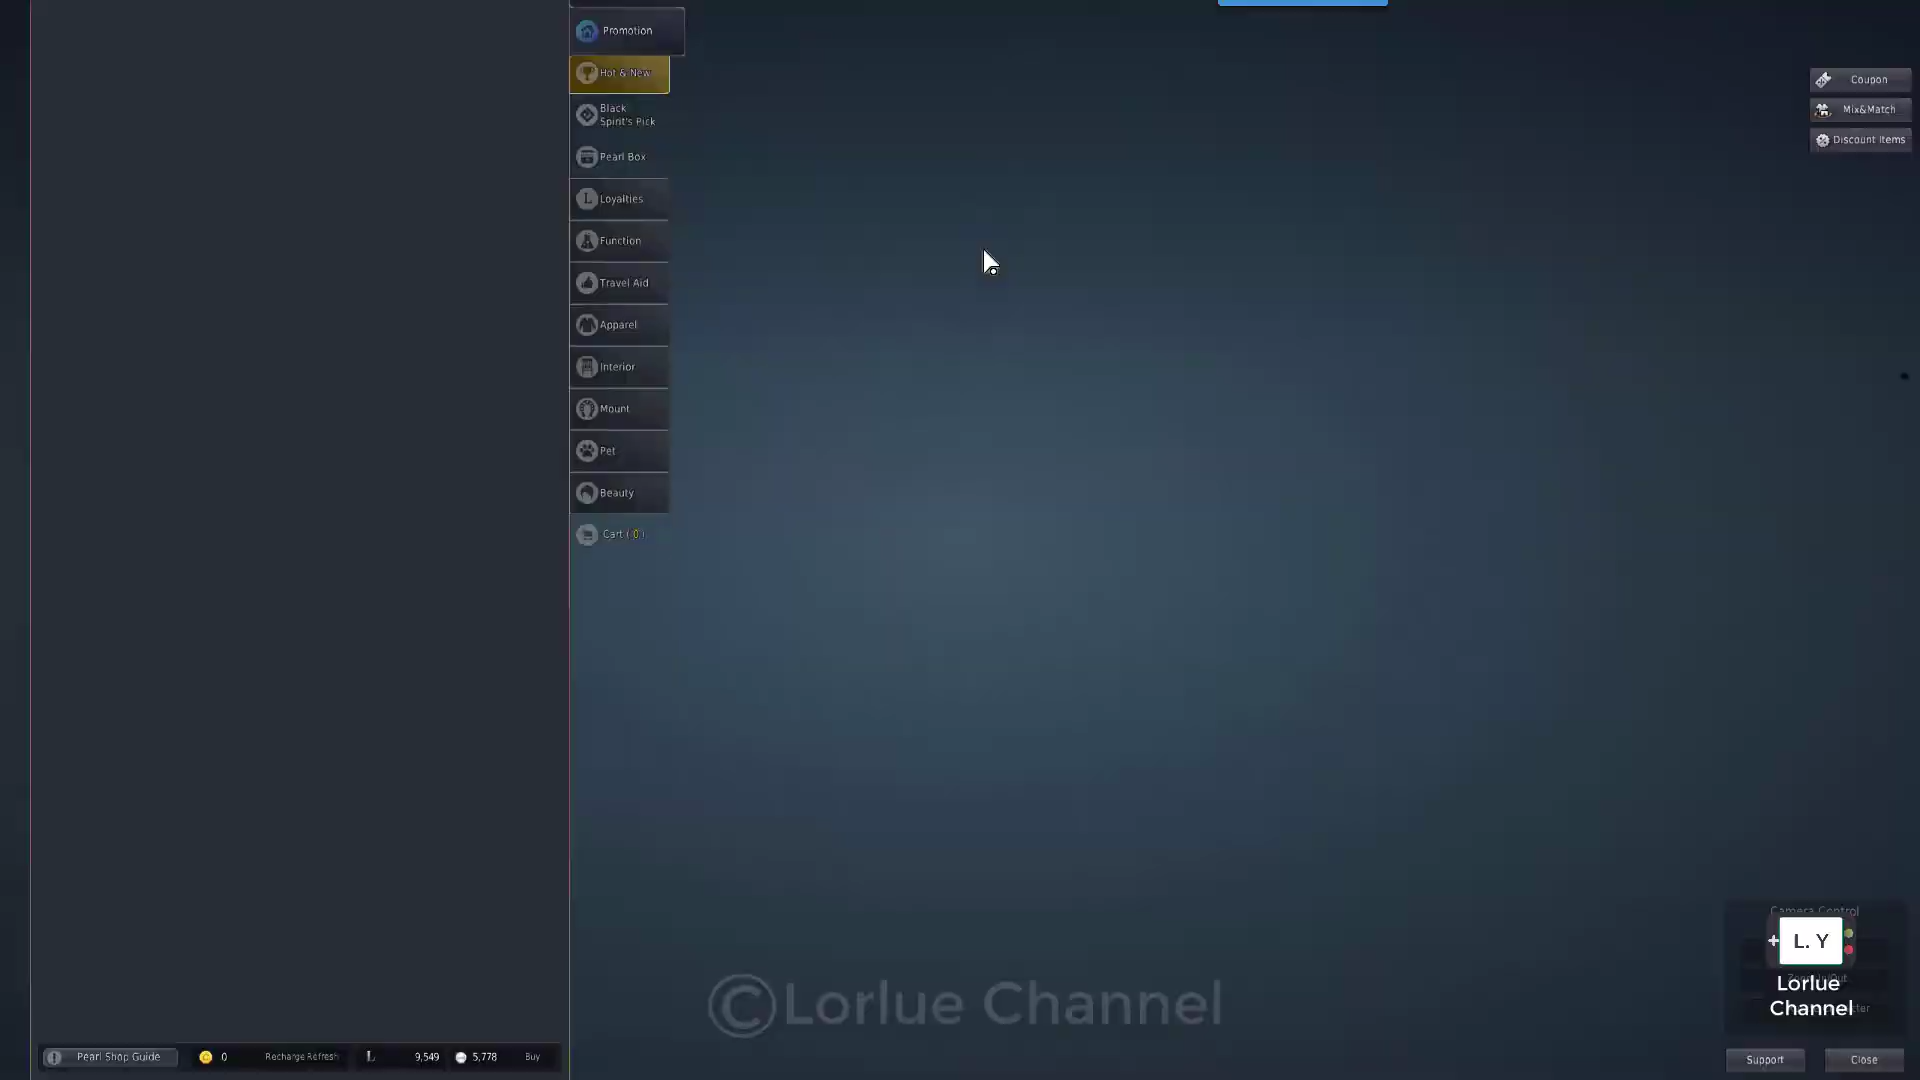 Promotion
Hot & New
Black
Spirit's Pick
Pearl Box
Loyalties
Function
Travel Aid
Apparel
Interior
Mount
Pet
Beauty
Cart ( 0 )
Coupon
Mix&Match
Discount Items
Camera Control
L. Y
Lorlue
Channel
©Lorlue Channel
Pearl Shop Guide
0
Recharge Refresh
L
9,549
5,778
Buy
Support
Close